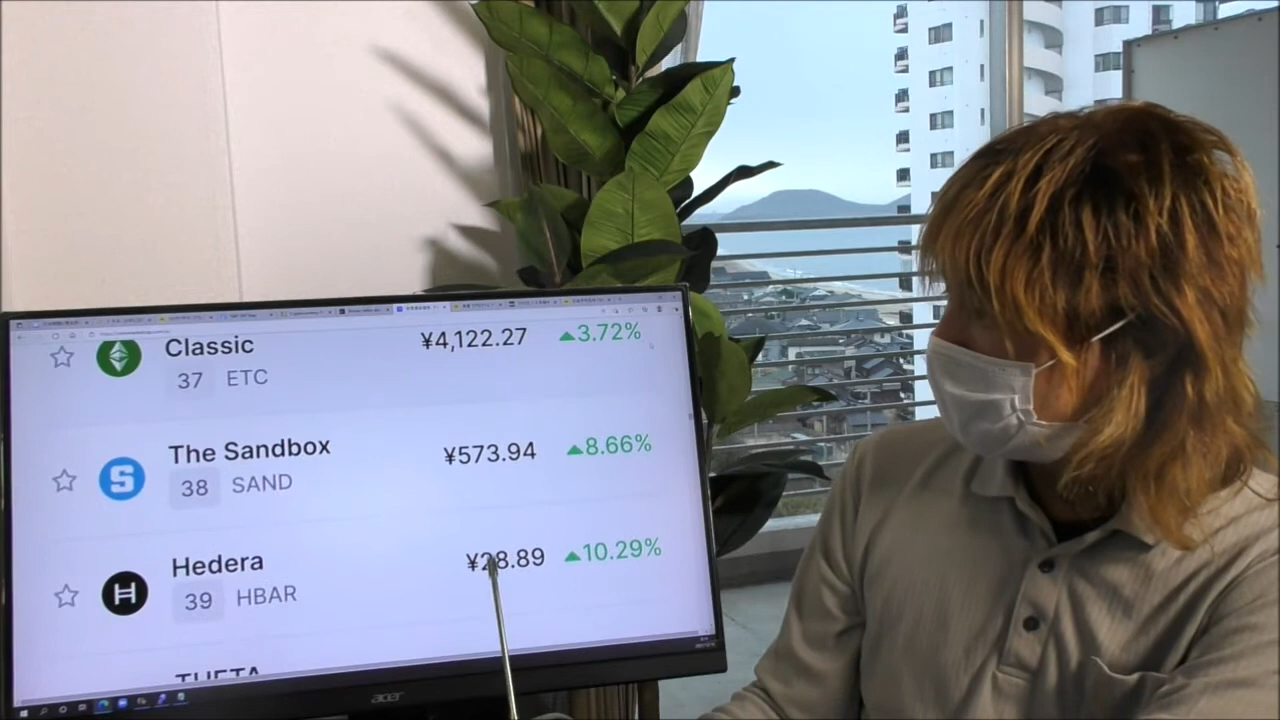 Classic ¥4,122.27 ▲3.72%
37 ETC
The Sandbox ¥573.94 ▲8.66%
38 SAND
Hedera ¥28.89 ▲10.29%
39 HBAR
THETA
acer